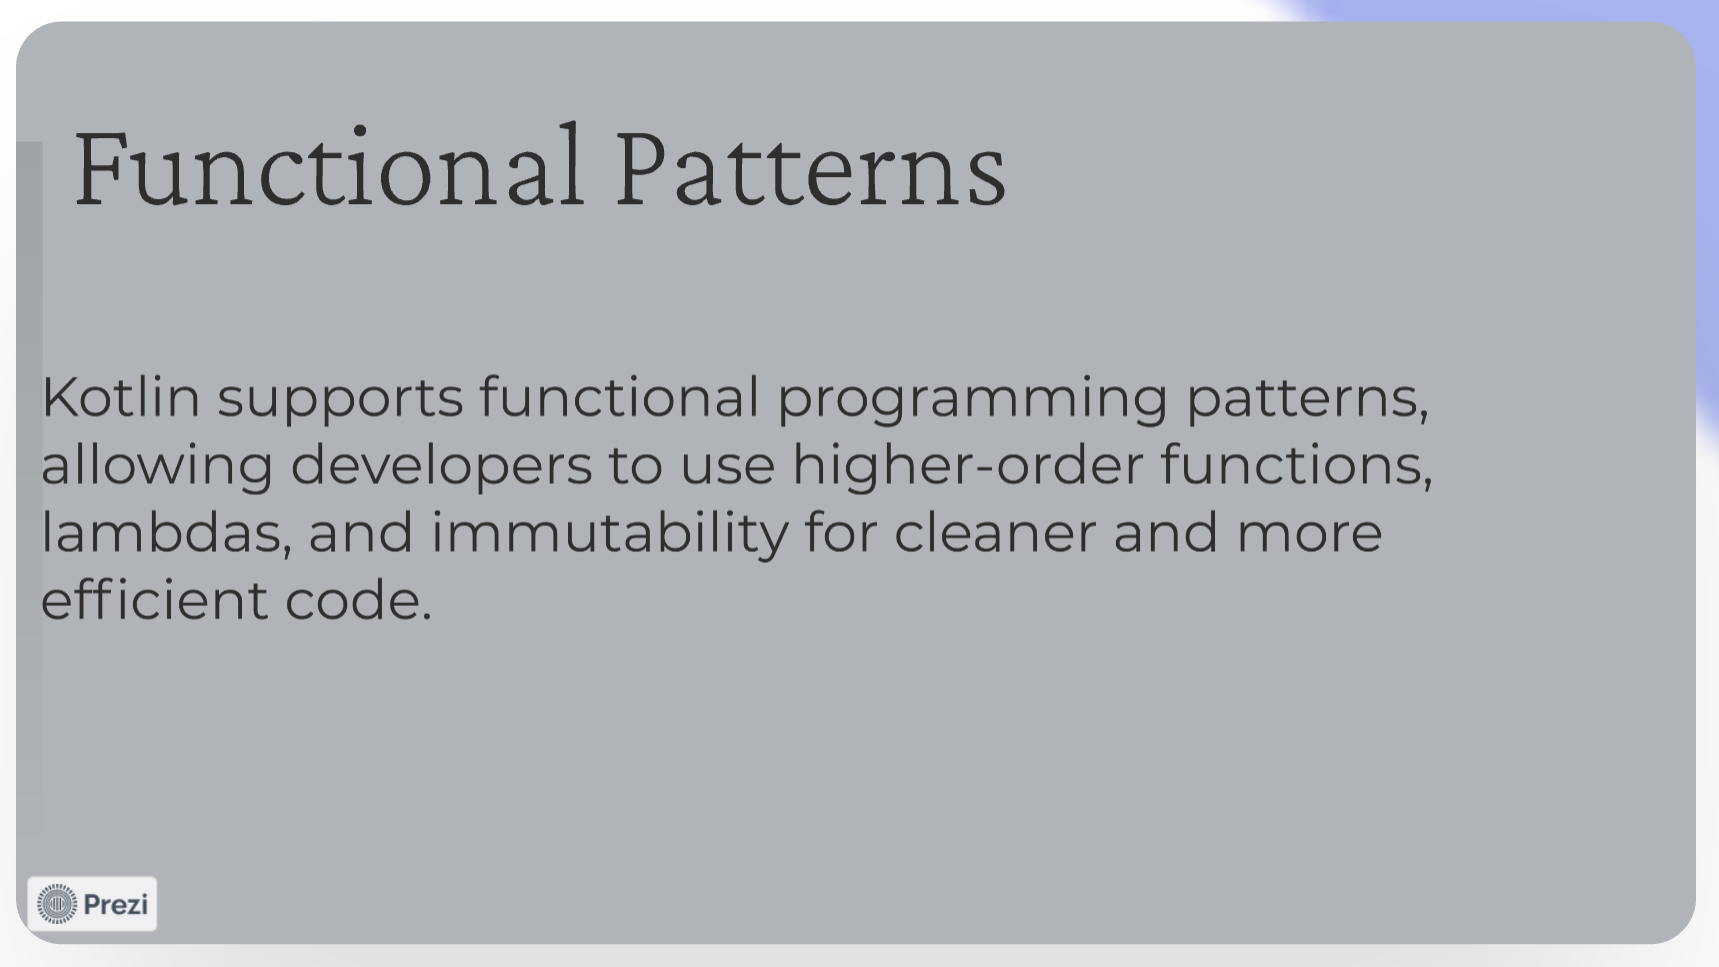 Functional Patterns
Kotlin supports functional programming patterns,
allowing developers to use higher-order functions,
lambdas, and immutability for cleaner and more
efficient code.
Prezi